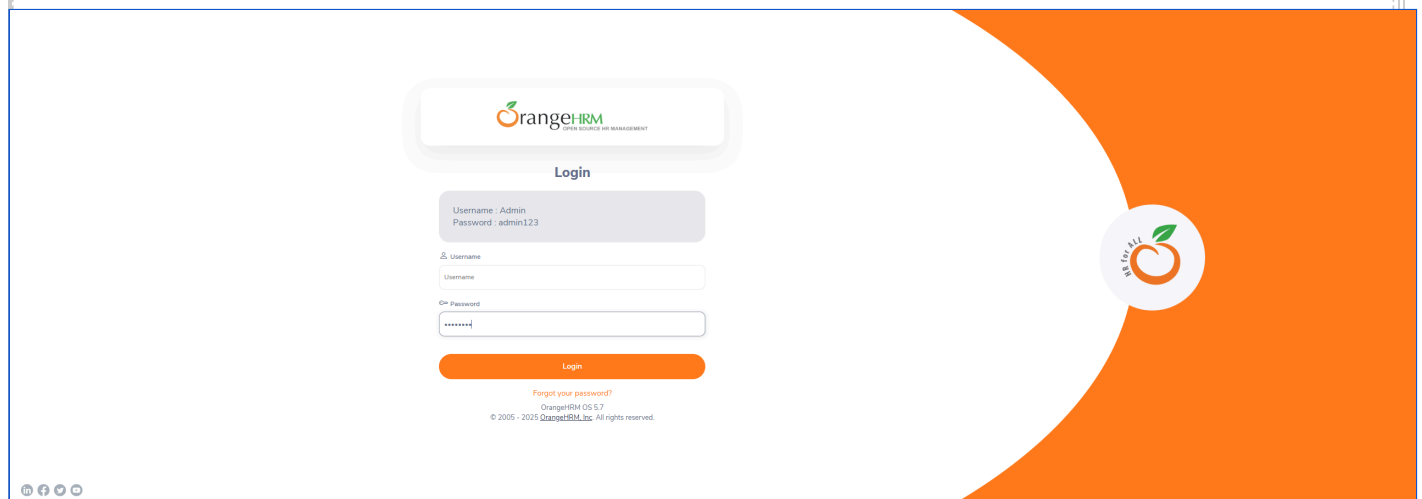 OrangeHRM
OPEN SOURCE HR MANAGEMENT
Login
Username : Admin
Password : admin123
Username
Username
Password
••••••••
Login
Forgot your password?
OrangeHRM OS 5.7
© 2005 - 2025 OrangeHRM, Inc. All rights reserved.
HR for ALL